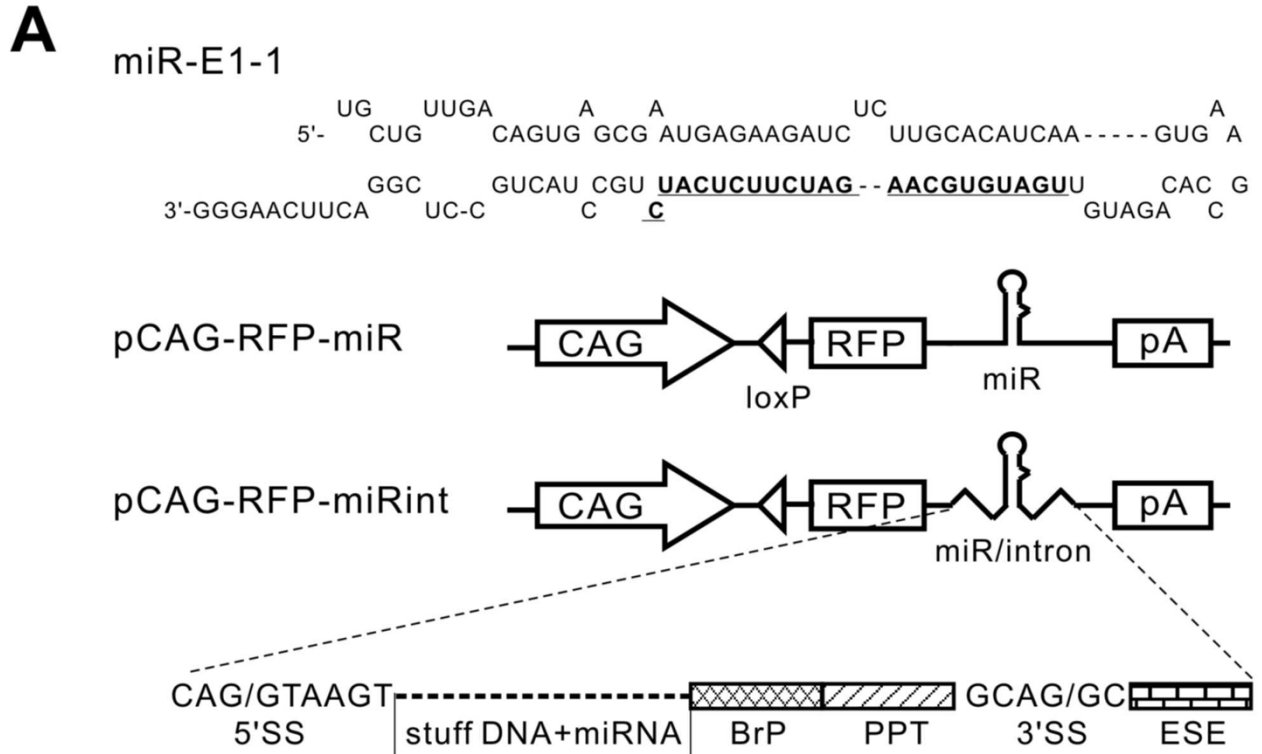 A
miR-E1-1
UG UUGA A A UC A
5'- CUG CAGUG GCG AUGAGAAGAUC UUGCACAUCAA-----GUG A
GGC GUCAU CGU UACUCUUCUAG--AACGUGUAGUU CAC G
3'-GGGAACUUCA UC-C C C GUAGA C
pCAG-RFP-miR
CAG RFP pA
loxP miR
pCAG-RFP-miRint
CAG RFP pA
miR/intron
CAG/GTAAGT GCAG/GC
5'SS stuff DNA+miRNA BrP PPT 3'SS ESE